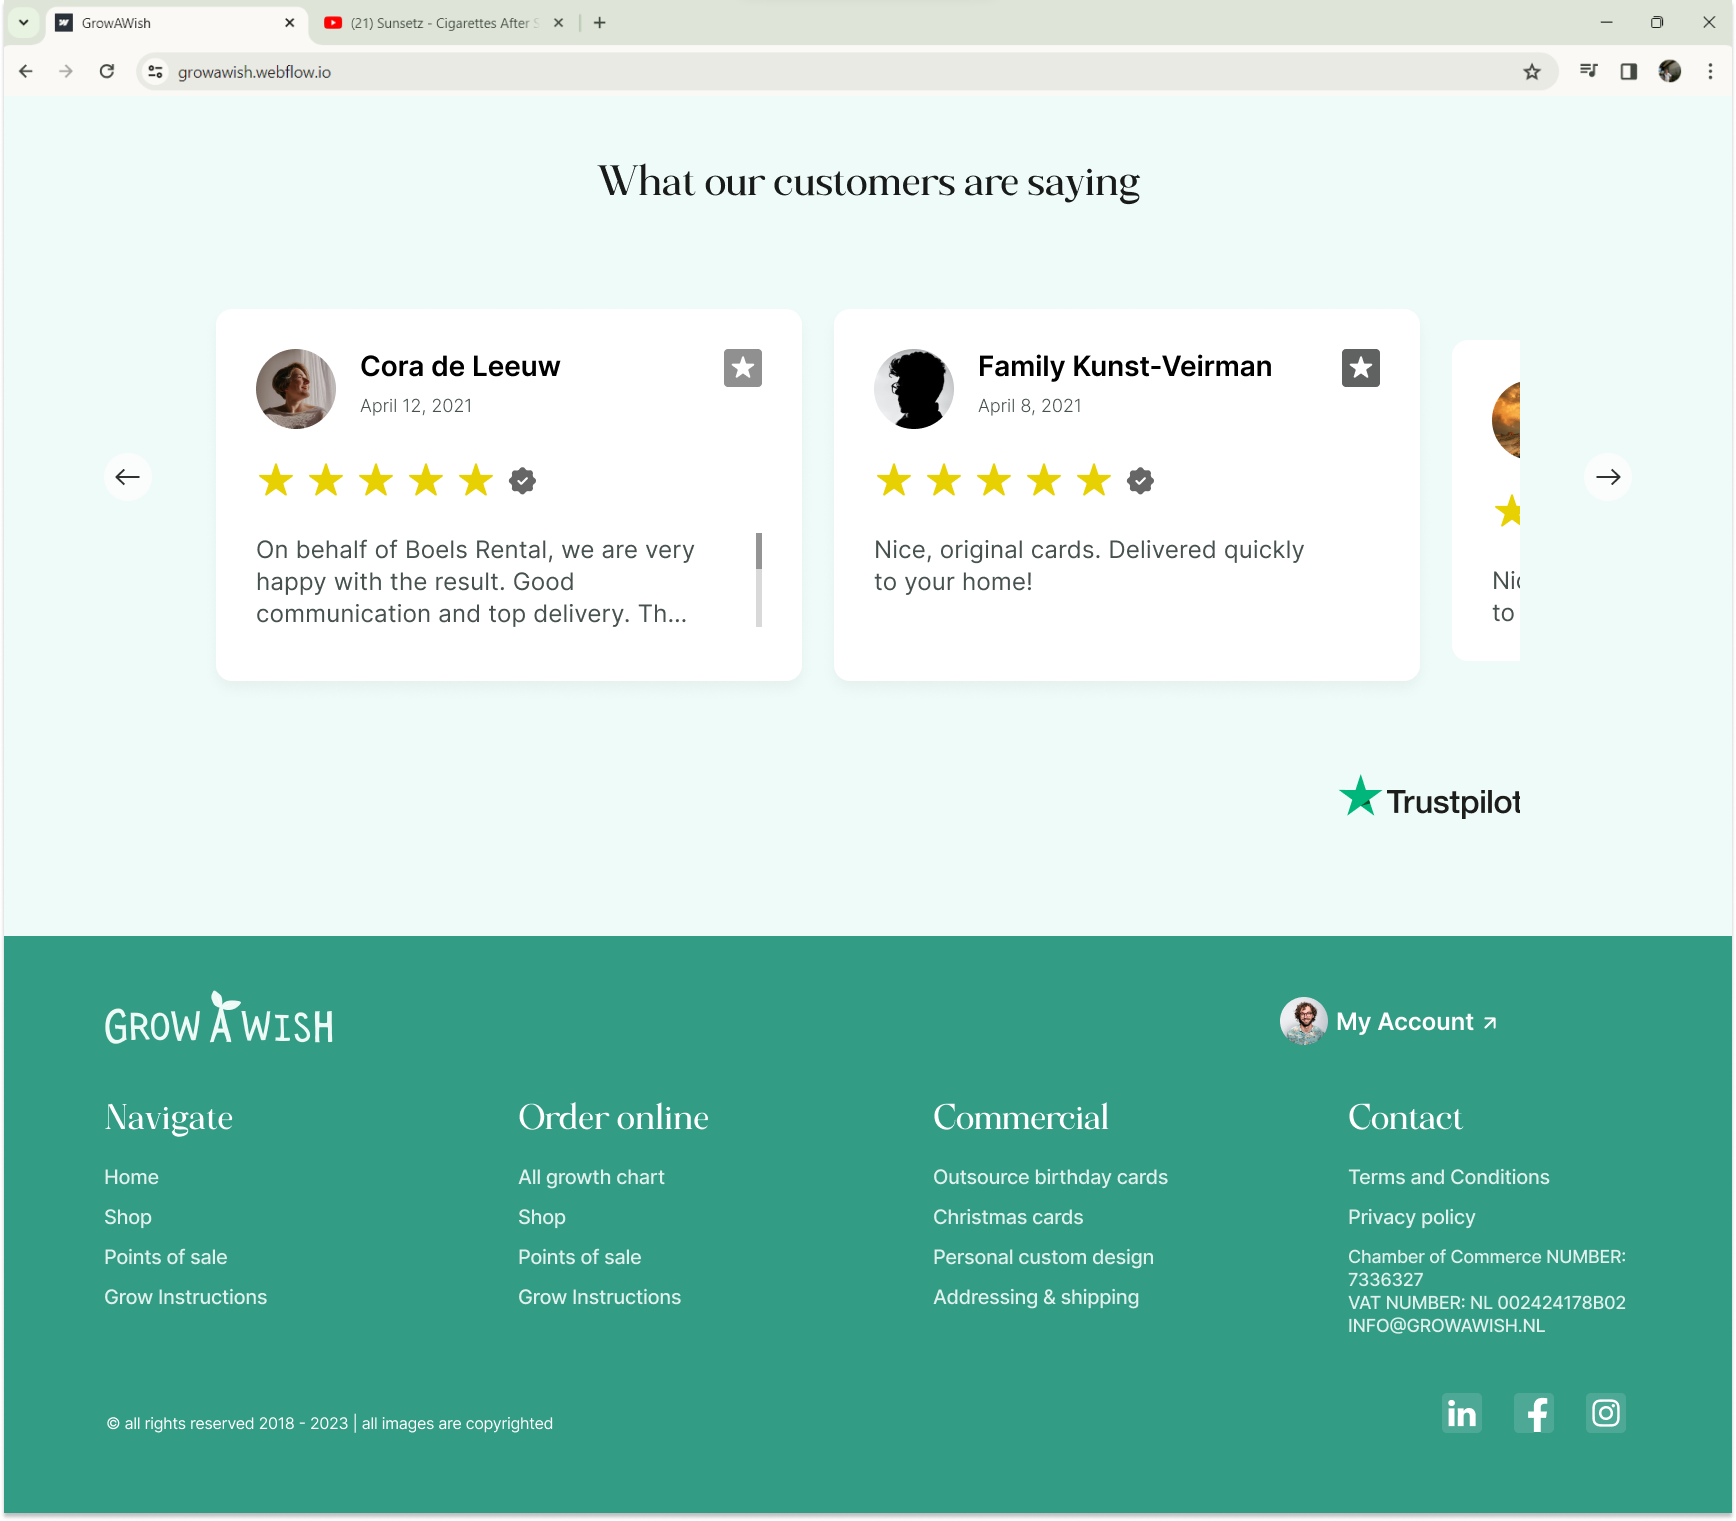 GrowAWish
(21) Sunsetz - Cigarettes After
growawish.webflow.io
What our customers are saying
Cora de Leeuw
April 12, 2021
On behalf of Boels Rental, we are very
happy with the result. Good
communication and top delivery. Th...
Family Kunst-Veirman
April 8, 2021
Nice, original cards. Delivered quickly
to your home!
to
Trustpilot
GROW A WISH
My Account
Navigate
Home
Shop
Points of sale
Grow Instructions
Order online
All growth chart
Shop
Points of sale
Grow Instructions
Commercial
Outsource birthday cards
Christmas cards
Personal custom design
Addressing & shipping
Contact
Terms and Conditions
Privacy policy
Chamber of Commerce NUMBER:
7336327
VAT NUMBER: NL 002424178B02
INFO@GROWAWISH.NL
© all rights reserved 2018 - 2023 | all images are copyrighted
in
f